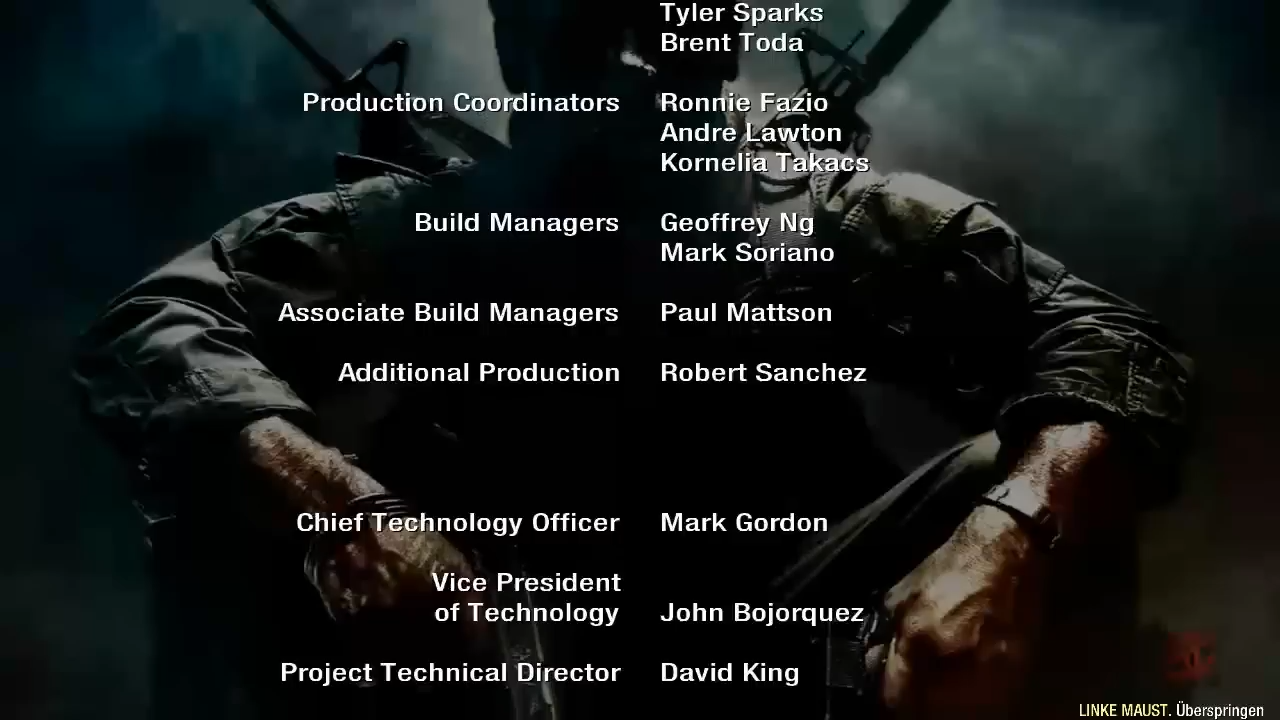 Tyler Sparks
Brent Toda
Production Coordinators Ronnie Fazio
Andre Lawton
Kornelia Takacs
Build Managers Geoffrey Ng
Mark Soriano
Associate Build Managers Paul Mattson
Additional Production Robert Sanchez
Chief Technology Officer Mark Gordon
Vice President
of Technology John Bojorquez
Project Technical Director David King
LINKE MAUST. Überspringen